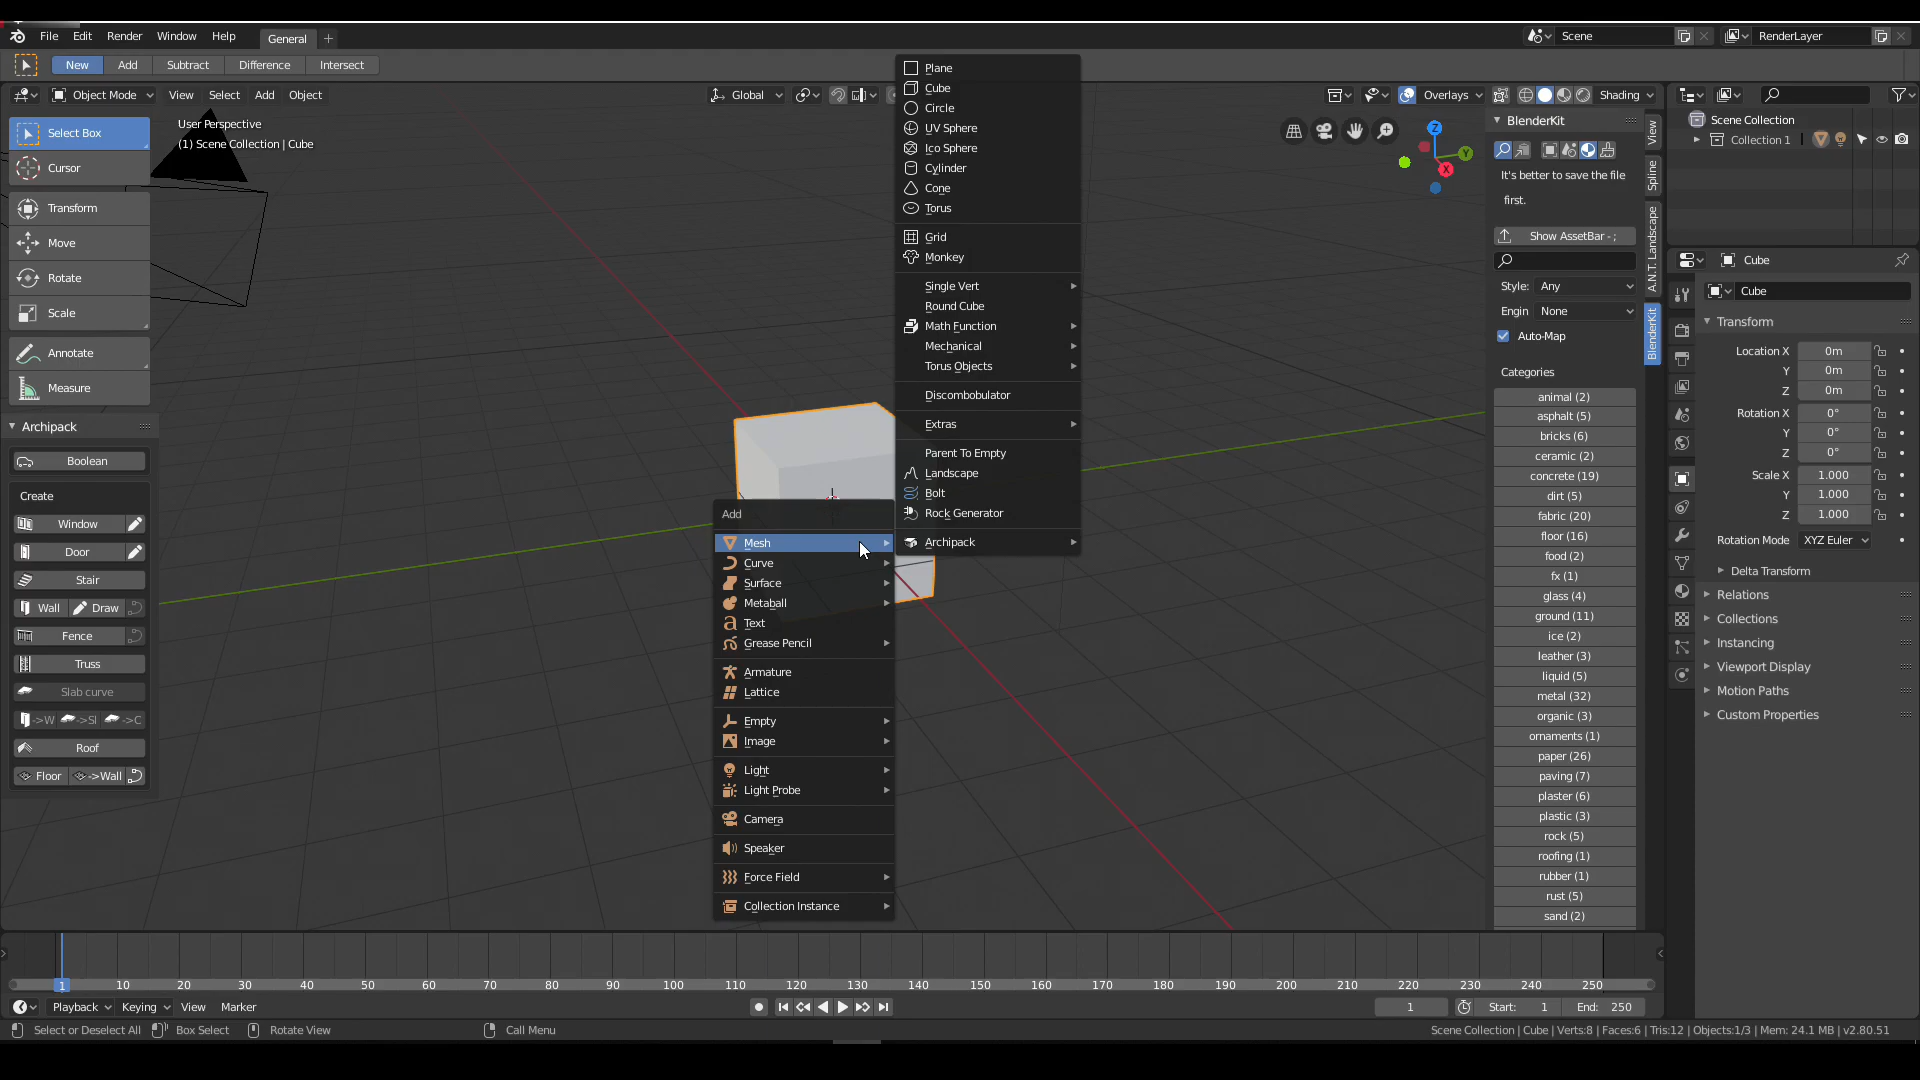 File Edit Render Window Help General +
Scene RenderLayer
New Add Subtract Difference Intersect
Object Mode View Select Add Object Global Overlays Shading
User Perspective
(1) Scene Collection | Cube
Select Box
Cursor
Transform
Move
Rotate
Scale
Annotate
Measure
Archipack
Boolean
Create
Window
Door
Stair
Wall Draw
Fence
Truss
Slab curve
->W ->Sl ->C
Roof
Floor ->Wall
Add
Mesh
Curve
Surface
Metaball
Text
Grease Pencil
Armature
Lattice
Empty
Image
Light
Light Probe
Camera
Speaker
Force Field
Collection Instance
Plane
Cube
Circle
UV Sphere
Ico Sphere
Cylinder
Cone
Torus
Grid
Monkey
Single Vert
Round Cube
Math Function
Mechanical
Torus Objects
Discombobulator
Extras
Parent To Empty
Landscape
Bolt
Rock Generator
Archipack
Z
Y
X
BlenderKit
It's better to save the file
first.
Show AssetBar - ;
Style: Any
Engin None
Auto-Map
Categories
animal (2)
asphalt (5)
bricks (6)
ceramic (2)
concrete (19)
dirt (5)
fabric (20)
floor (16)
food (2)
fx (1)
glass (4)
ground (11)
ice (2)
leather (3)
liquid (5)
metal (32)
organic (3)
ornaments (1)
paper (26)
paving (7)
plaster (6)
plastic (3)
rock (5)
roofing (1)
rubber (1)
rust (5)
sand (2)
View
Spline
A.N.T. Landscape
BlenderKit
Scene Collection
Collection 1
Cube
Cube
Transform
Location X 0m
Y 0m
Z 0m
Rotation X 0°
Y 0°
Z 0°
Scale X 1.000
Y 1.000
Z 1.000
Rotation Mode XYZ Euler
Delta Transform
Relations
Collections
Instancing
Viewport Display
Motion Paths
Custom Properties
1 10 20 30 40 50 60 70 80 90 100 110 120 130 140 150 160 170 180 190 200 210 220 230 240 250
Playback Keying View Marker 1 Start: 1 End: 250
Select or Deselect All Box Select Rotate View Call Menu Scene Collection | Cube | Verts:8 | Faces:6 | Tris:12 | Objects:1/3 | Mem: 24.1 MB | v2.80.51